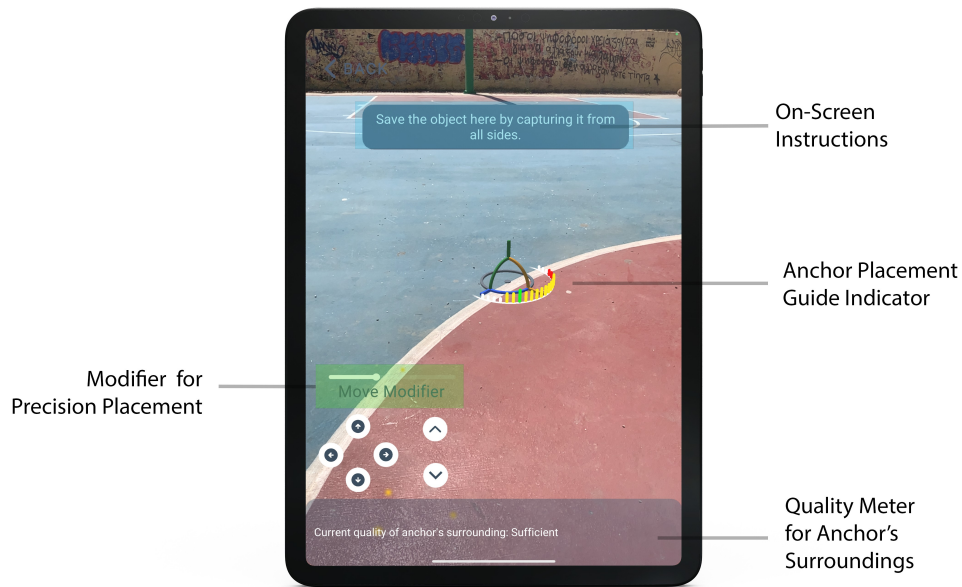 BACK
Save the object here by capturing it from
all sides.
On-Screen
Instructions
Anchor Placement
Guide Indicator
Modifier for
Precision Placement
Move Modifier
Current quality of anchor's surrounding: Sufficient
Quality Meter
for Anchor's
Surroundings